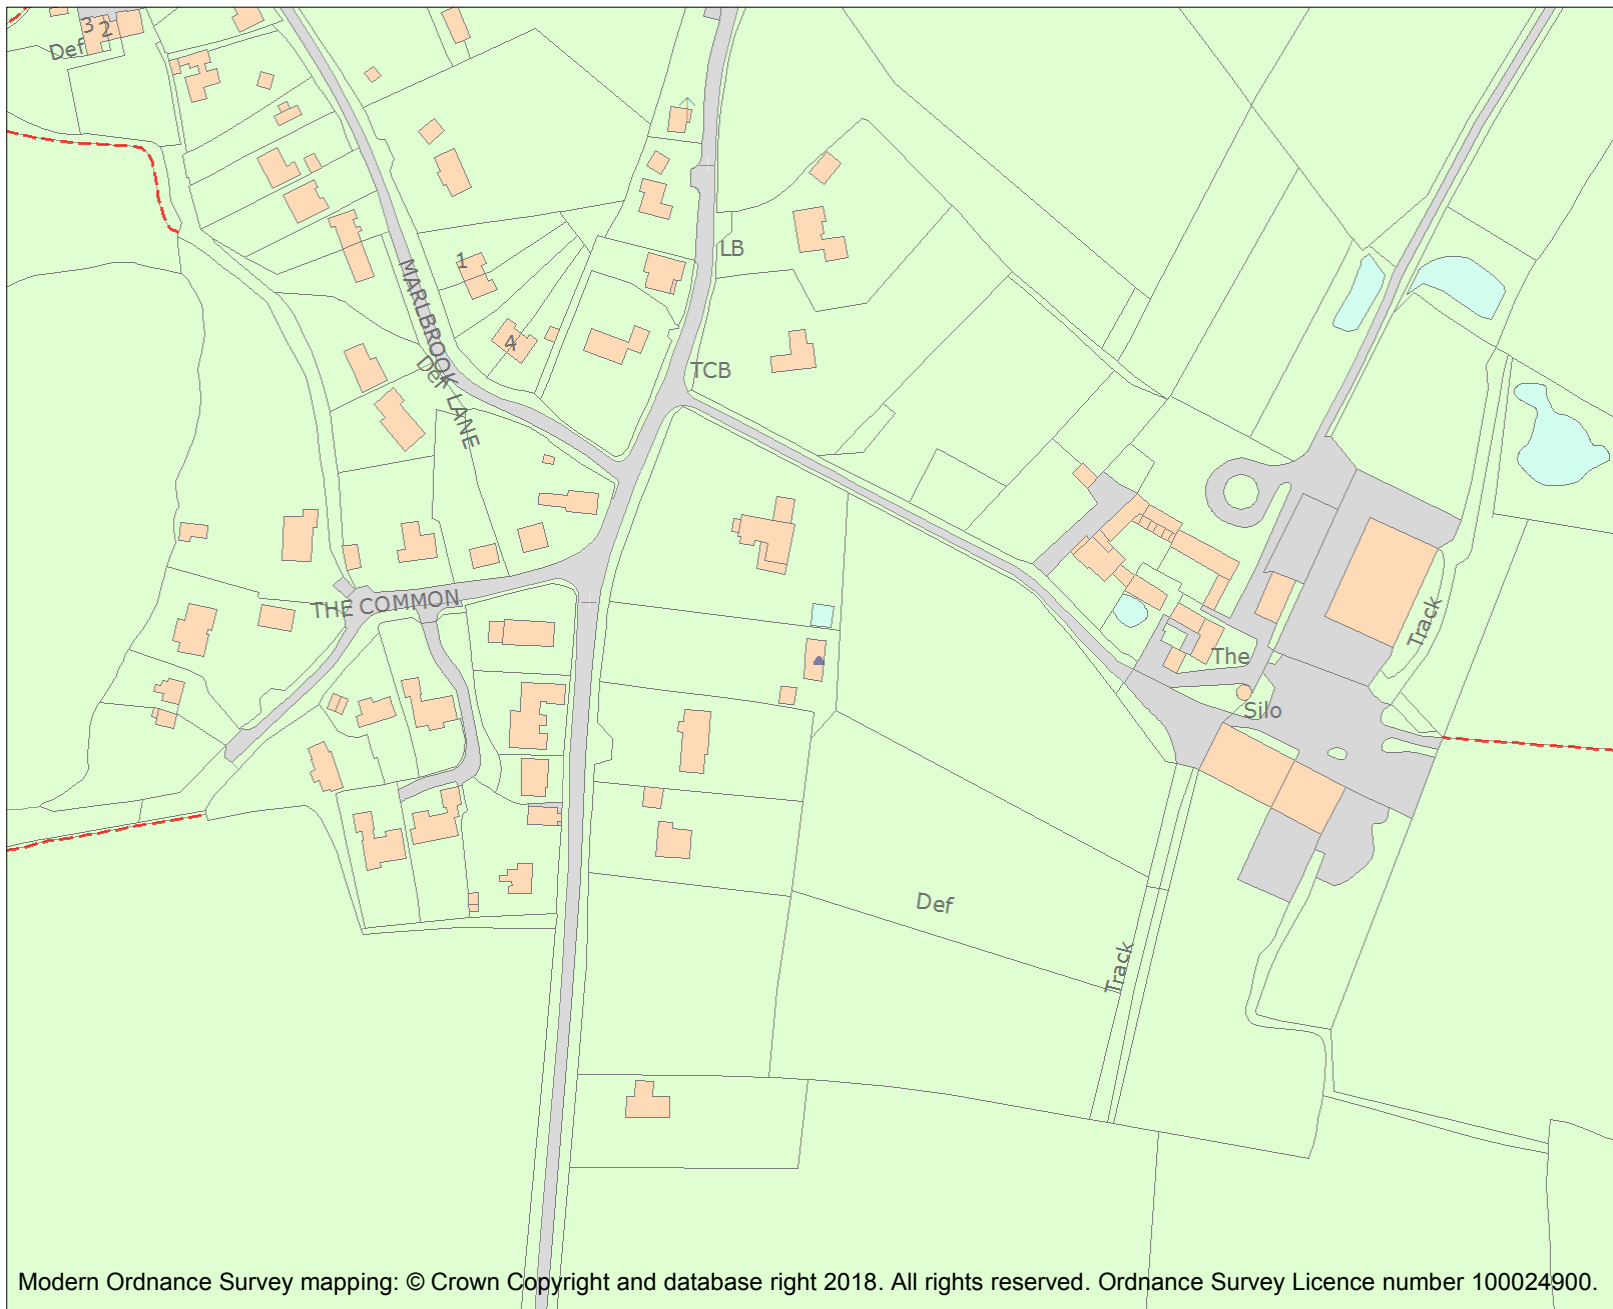 3
2
Def
LB
1
MARLBROOK LANE
4
Def
TCB
THE COMMON
Track
The
Silo
Def
Track
Modern Ordnance Survey mapping: © Crown Copyright and database right 2018. All rights reserved. Ordnance Survey Licence number 100024900.